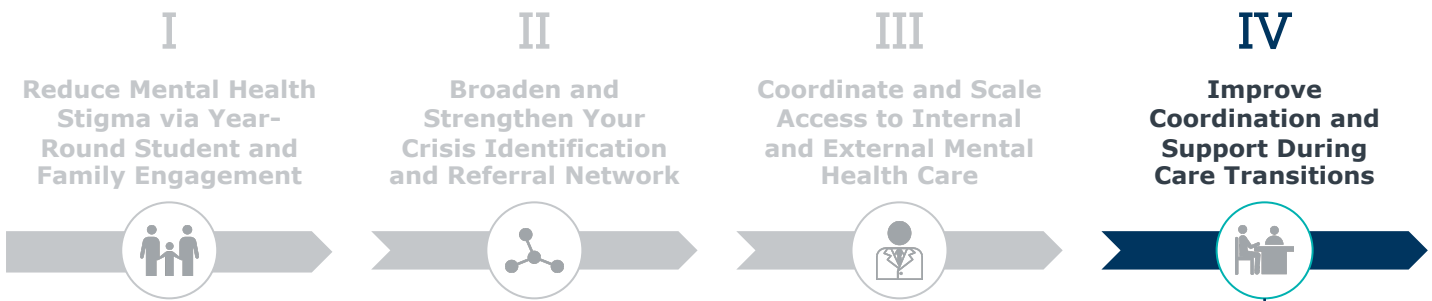 I
Reduce Mental Health
Stigma via Year-
Round Student and
Family Engagement
II
Broaden and
Strengthen Your
Crisis Identification
and Referral Network
III
Coordinate and Scale
Access to Internal
and External Mental
Health Care
IV
Improve
Coordination and
Support During
Care Transitions